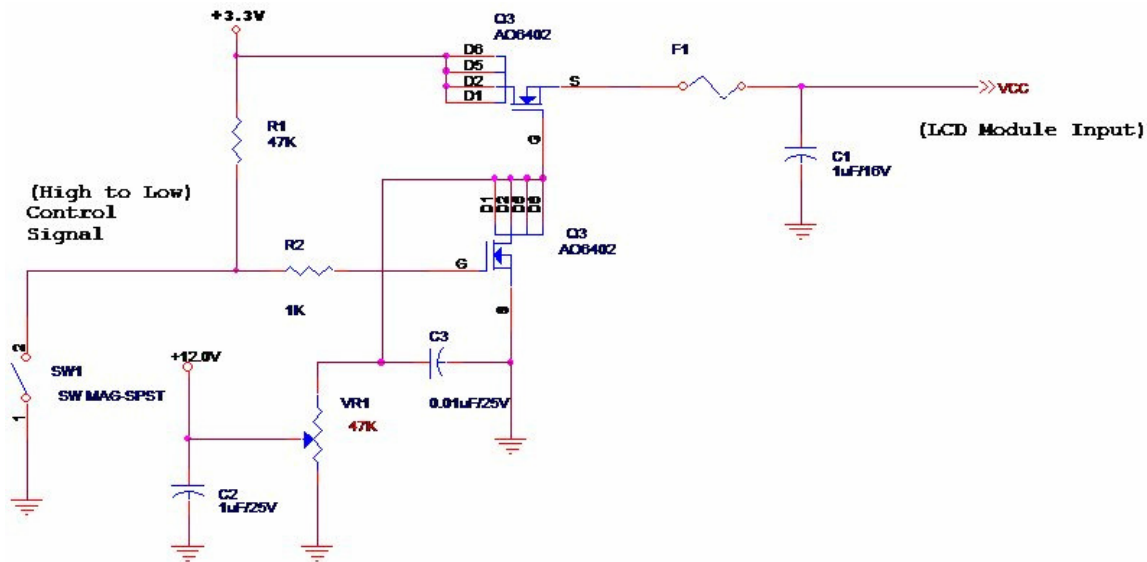 +3.3V
Q3
AO6402
D6
D5
D2
D1
S
F1
VCC
(LCD Module Input)
R1
47K
G
C1
1uF/16V
(High to Low)
Control
Signal
D1
D2
Q3
AO6402
R2
G
1K
S
C3
2
+12.0V
SW1
SW MAG-SPST
VR1
0.01uF/25V
47K
1
C2
1uF/25V